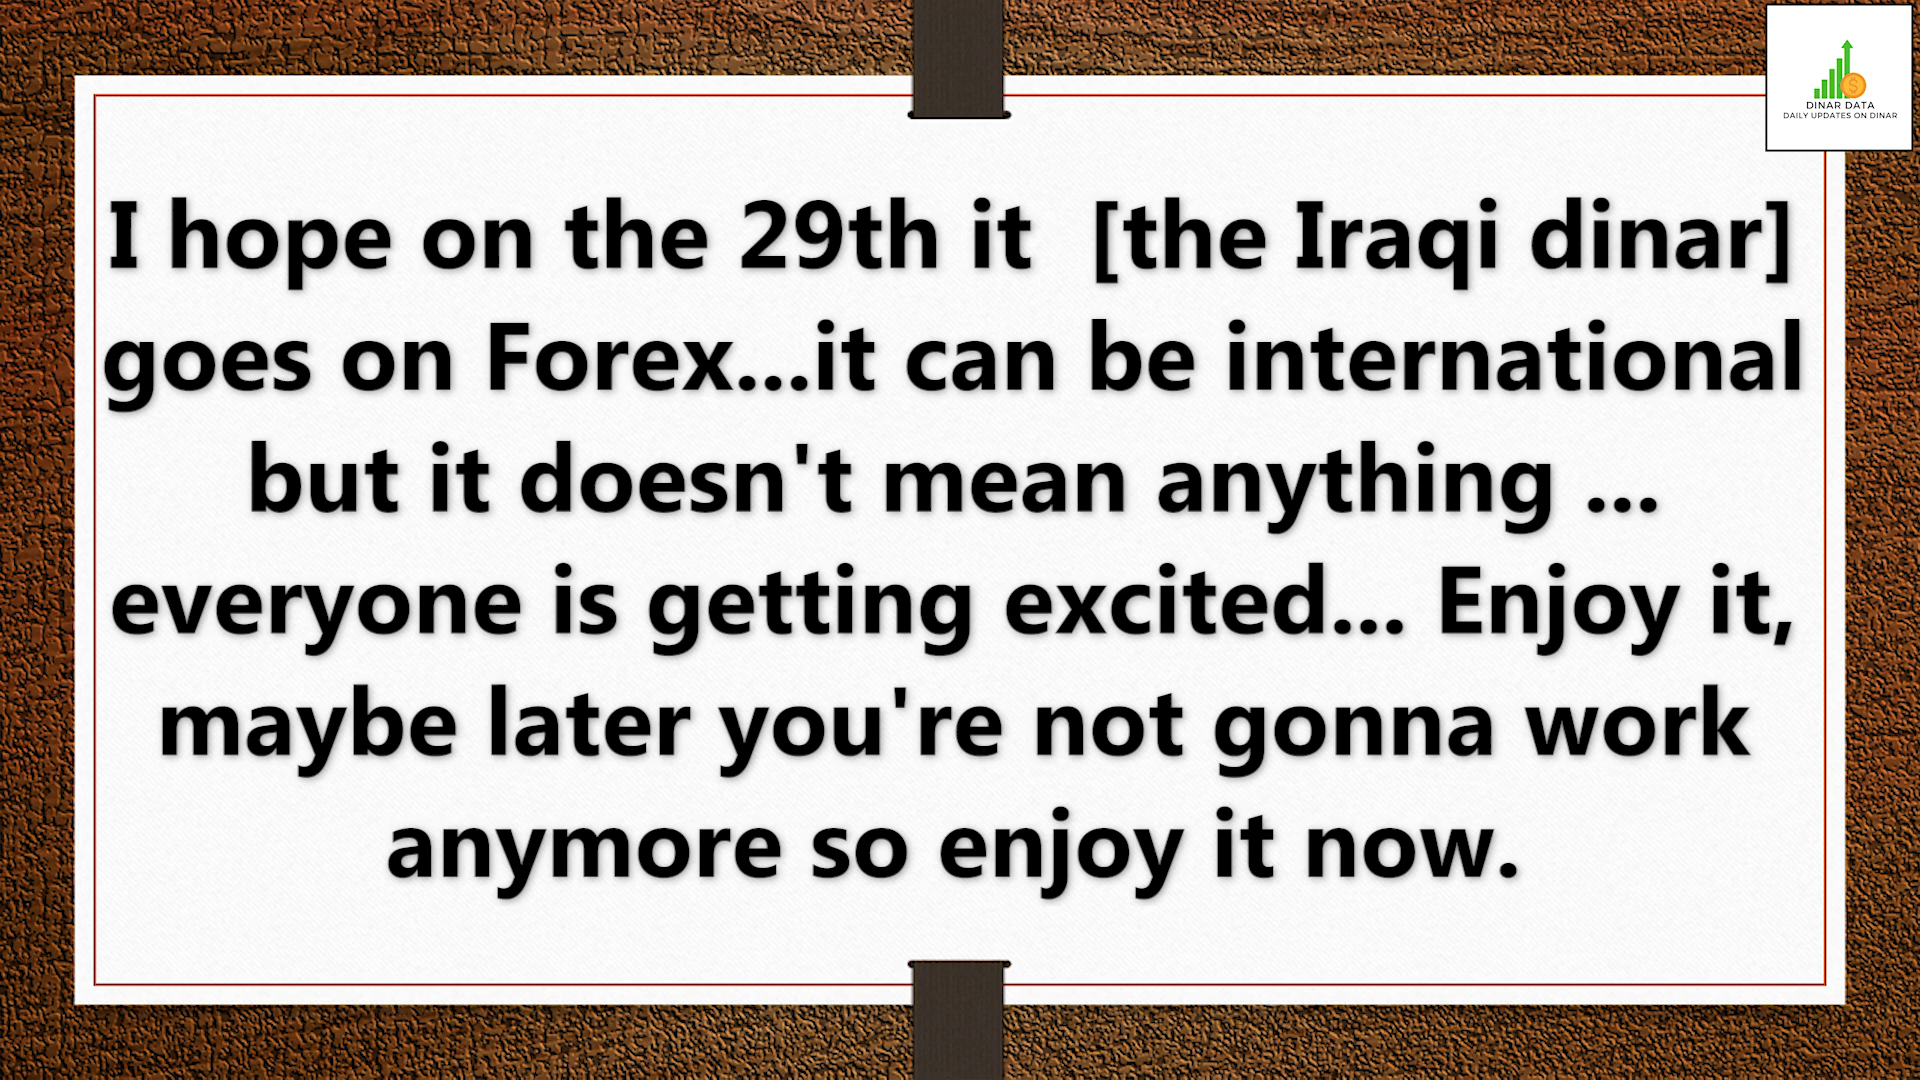 DINAR DATA
DAILY UPDATES ON DINAR
I hope on the 29th it  [the Iraqi dinar]
goes on Forex...it can be international
but it doesn't mean anything ...
everyone is getting excited... Enjoy it,
maybe later you're not gonna work
anymore so enjoy it now.